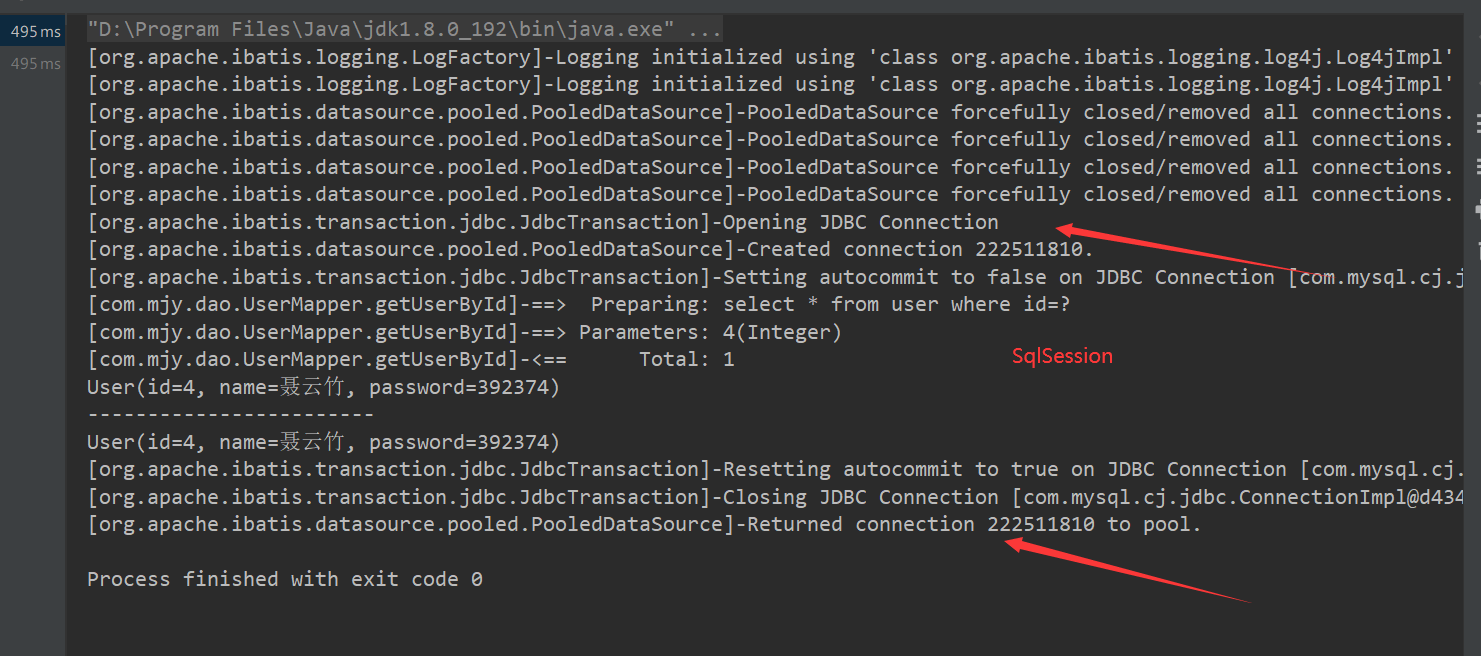 495 ms
495 ms
"D:\Program Files\Java\jdk1.8.0_192\bin\java.exe" ...
[org.apache.ibatis.logging.LogFactory]-Logging initialized using 'class org.apache.ibatis.logging.log4j.Log4jImpl'
[org.apache.ibatis.logging.LogFactory]-Logging initialized using 'class org.apache.ibatis.logging.log4j.Log4jImpl'
[org.apache.ibatis.datasource.pooled.PooledDataSource]-PooledDataSource forcefully closed/removed all connections.
[org.apache.ibatis.datasource.pooled.PooledDataSource]-PooledDataSource forcefully closed/removed all connections.
[org.apache.ibatis.datasource.pooled.PooledDataSource]-PooledDataSource forcefully closed/removed all connections.
[org.apache.ibatis.datasource.pooled.PooledDataSource]-PooledDataSource forcefully closed/removed all connections.
[org.apache.ibatis.transaction.jdbc.JdbcTransaction]-Opening JDBC Connection
[org.apache.ibatis.datasource.pooled.PooledDataSource]-Created connection 222511810.
[org.apache.ibatis.transaction.jdbc.JdbcTransaction]-Setting autocommit to false on JDBC Connection [com.mysql.cj.j
[com.mjy.dao.UserMapper.getUserById]-==>  Preparing: select * from user where id=?
[com.mjy.dao.UserMapper.getUserById]-==> Parameters: 4(Integer)
[com.mjy.dao.UserMapper.getUserById]-<==      Total: 1
SqlSession
User(id=4, name=聂云竹, password=392374)
------------------------
User(id=4, name=聂云竹, password=392374)
[org.apache.ibatis.transaction.jdbc.JdbcTransaction]-Resetting autocommit to true on JDBC Connection [com.mysql.cj.
[org.apache.ibatis.transaction.jdbc.JdbcTransaction]-Closing JDBC Connection [com.mysql.cj.jdbc.ConnectionImpl@d434
[org.apache.ibatis.datasource.pooled.PooledDataSource]-Returned connection 222511810 to pool.
Process finished with exit code 0